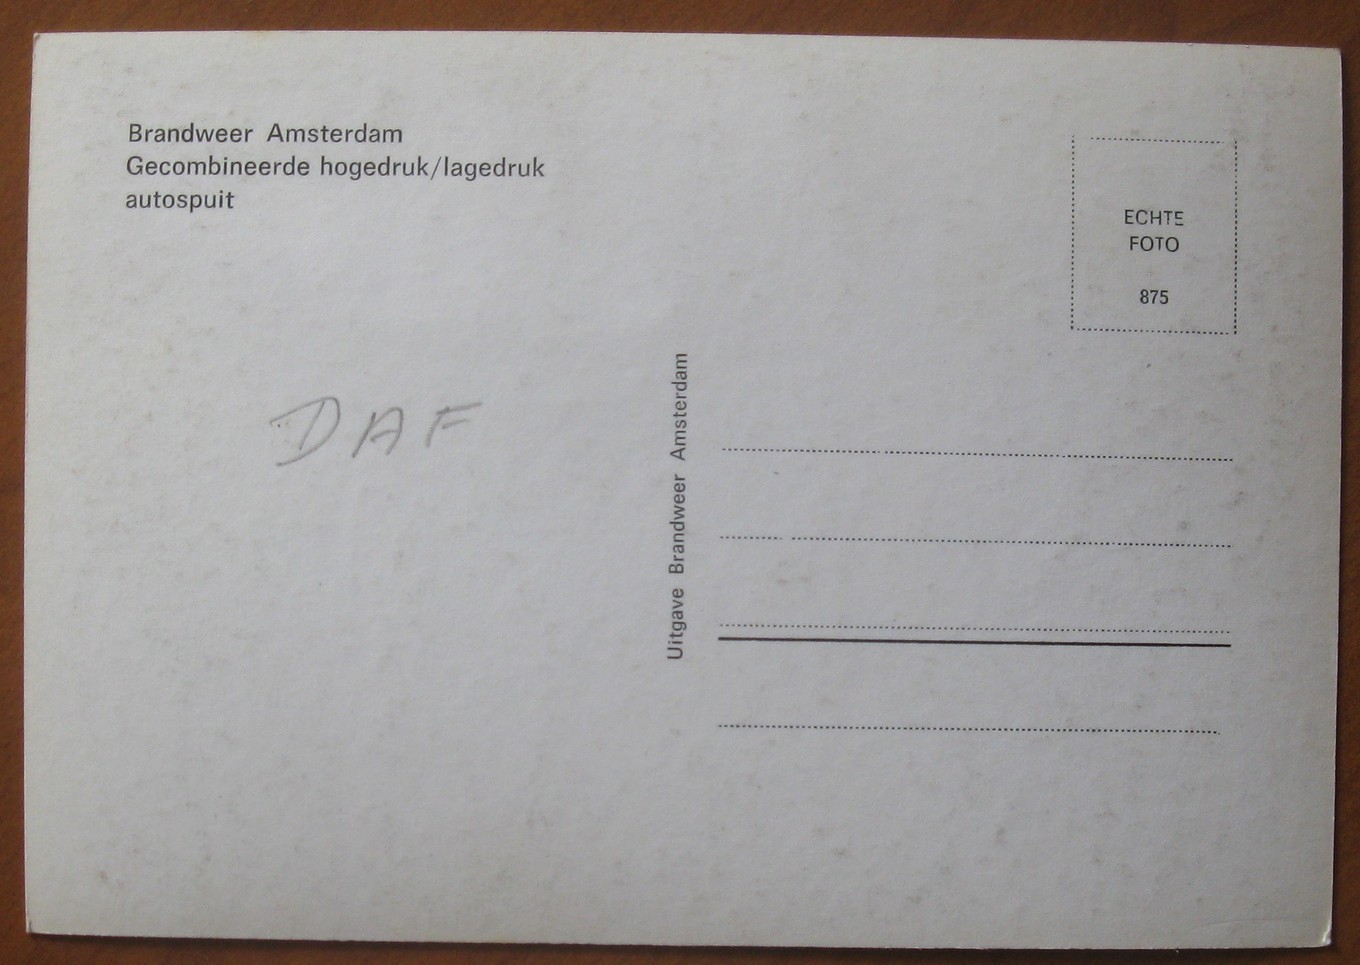 Brandweer Amsterdam
Gecombineerde hogedruk/lagedruk
autospuit
DAF
Uitgave Brandweer Amsterdam
ECHTE
FOTO
875